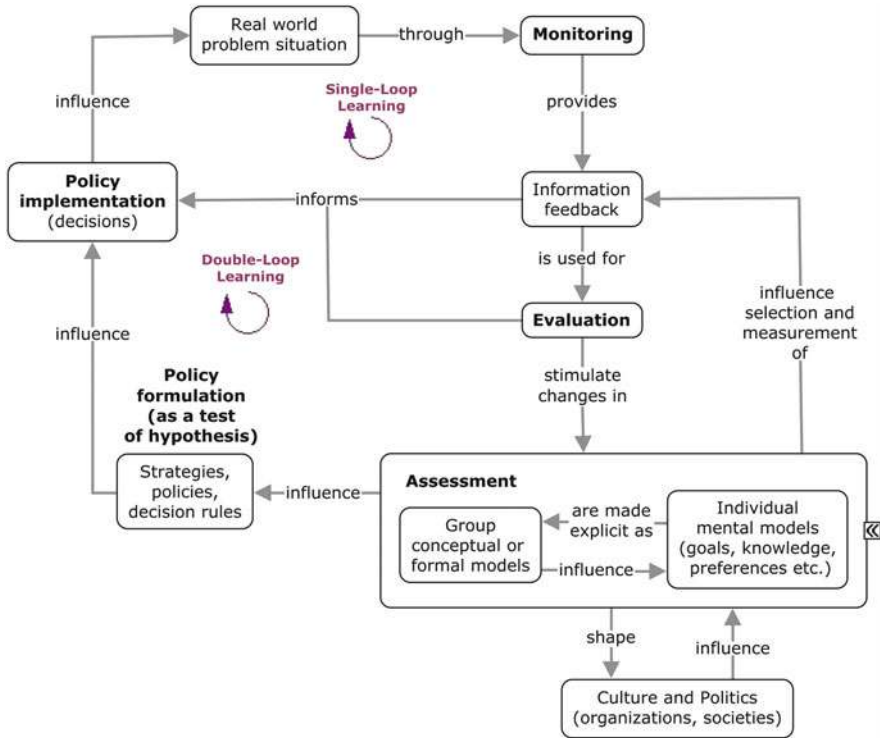 Real world
problem situation
through
Monitoring
influence
Single-Loop
Learning
provides
Policy
implementation
(decisions)
informs
Information
feedback
Double-Loop
Learning
is used for
influence
selection and
measurement
of
influence
Evaluation
stimulate
changes in
Policy
formulation
(as a test
of hypothesis)
Strategies,
policies,
decision rules
influence
Assessment
Group
conceptual or
formal models
are made
explicit as
influence
Individual
mental models
(goals, knowledge,
preferences etc.)
«
shape
influence
Culture and Politics
(organizations, societies)